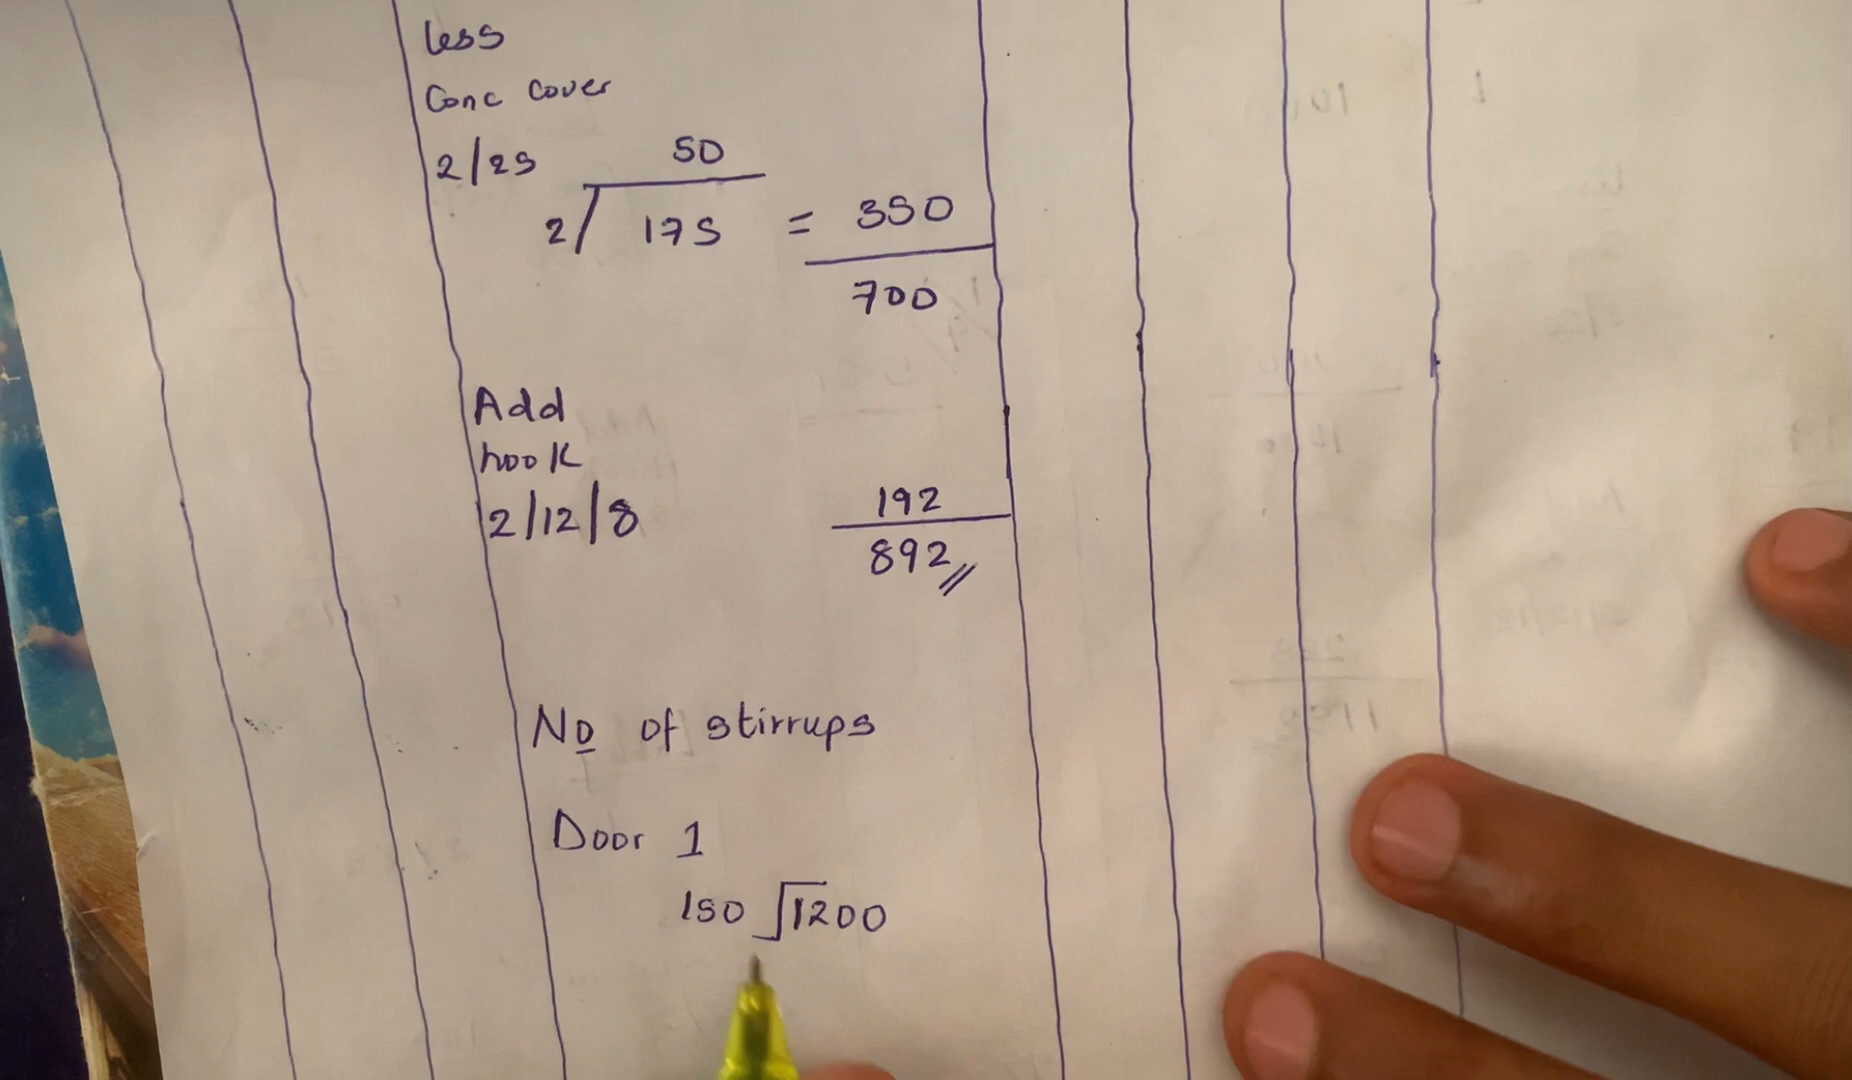 less
Conc cover
2/25 50
2/ 175 = 350
700
Add
hook
2/12/8 192
892
No of stirrups
Door 1
150 1200